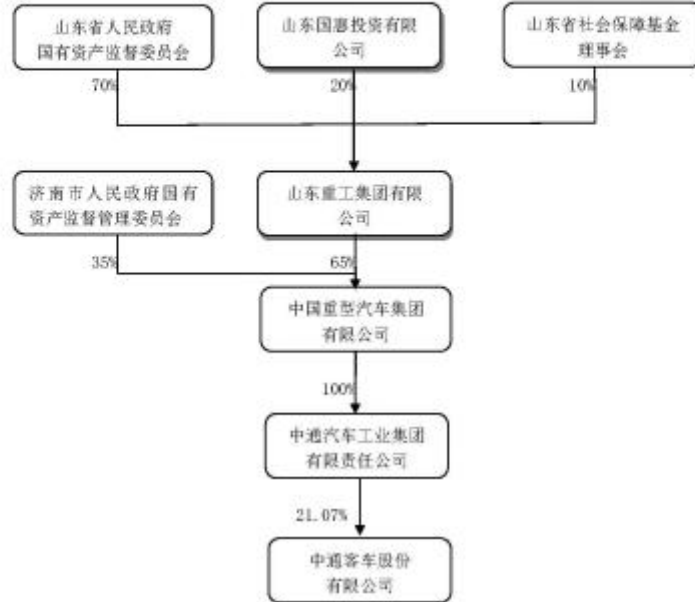 山东省人民政府
国有资产监督委员会
山东国惠投资有限
公司
山东省社会保障基金
理事会
70%
20%
10%
济南市人民政府国有
资产监督管理委员会
山东重工集团有限
公司
35%
65%
中国重型汽车集团
有限公司
100%
中通汽车工业集团
有限责任公司
21.07%
中通客车股份
有限公司